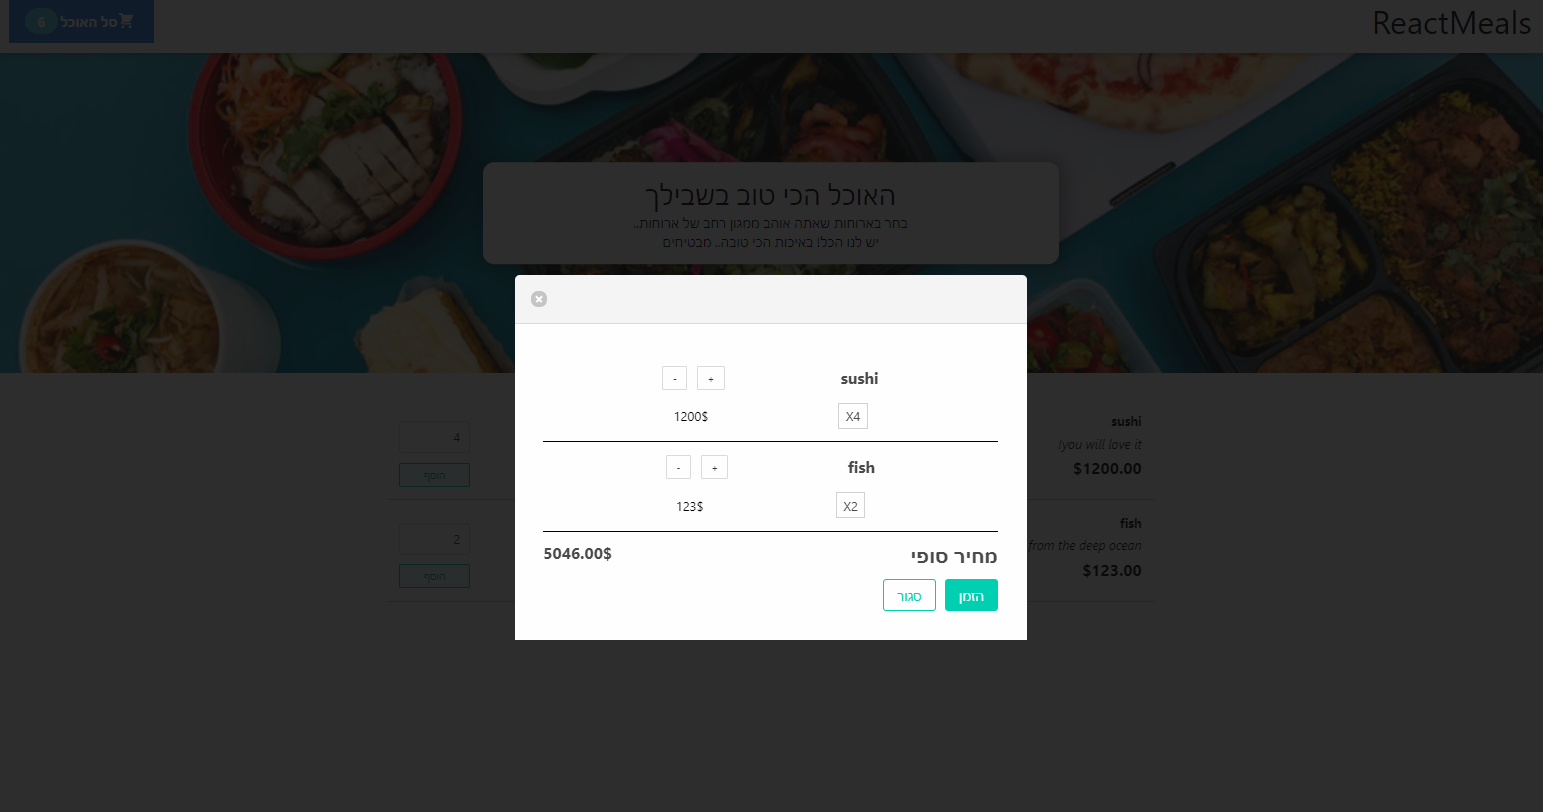 ReactMeals
סל האוכל 6
האוכל הכי טוב בשבילך
בחר בארוחות שאתה אוהב ממגון רחב של ארוחות..
יש לנו הכל! באיכות הכי טובה.. מבטיחים
sushi
+ -
X4
1200$
fish
+ -
X2
123$
מחיר סופי
5046.00$
הזמן
סגור
sushi
!you will love it
$1200.00
4
הוסף
fish
from the deep ocean
$123.00
2
הוסף